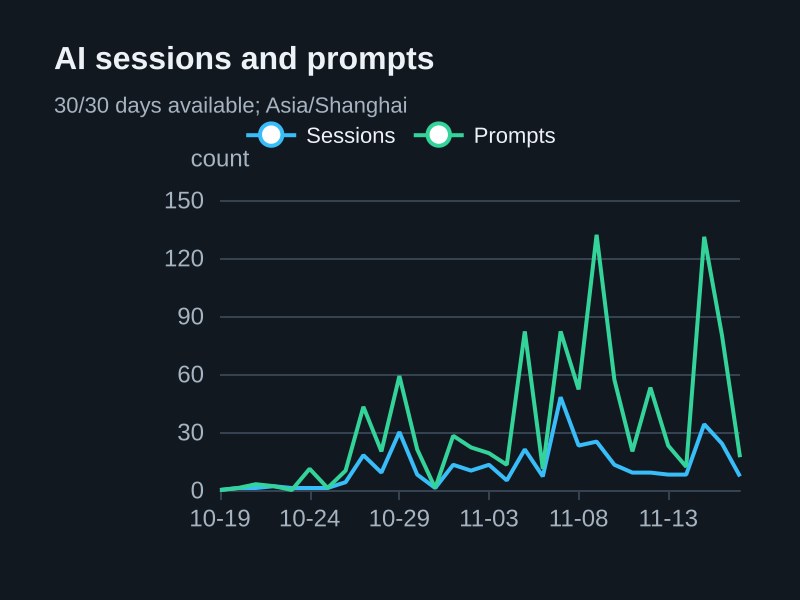 AI sessions and prompts
30/30 days available; Asia/Shanghai
Sessions Prompts
count
150
120
90
60
30
0
10-19 10-24 10-29 11-03 11-08 11-13